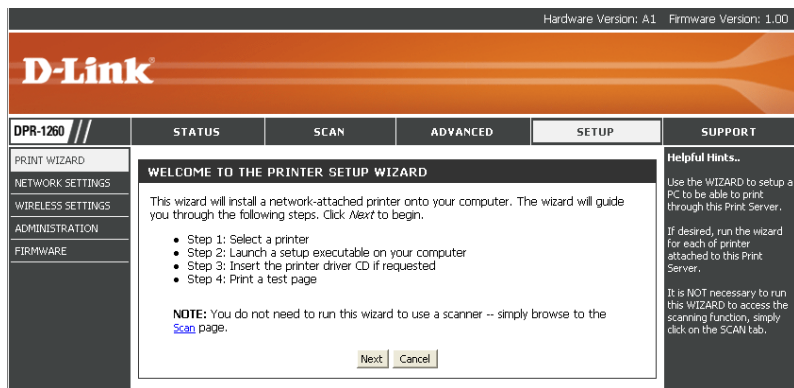 Hardware Version: A1 Firmware Version: 1.00
D-Link
DPR-1260
STATUS
SCAN
ADVANCED
SETUP
SUPPORT
PRINT WIZARD
NETWORK SETTINGS
WIRELESS SETTINGS
ADMINISTRATION
FIRMWARE
WELCOME TO THE PRINTER SETUP WIZARD
This wizard will install a network-attached printer onto your computer. The wizard will guide
you through the following steps. Click Next to begin.
• Step 1: Select a printer
• Step 2: Launch a setup executable on your computer
• Step 3: Insert the printer driver CD if requested
• Step 4: Print a test page
NOTE: You do not need to run this wizard to use a scanner -- simply browse to the
Scan page.
Next
Cancel
Helpful Hints..
Use the WIZARD to setup a
PC to be able to print
through this Print Server.
If desired, run the wizard
for each of printer
attached to this Print
Server.
It is NOT necessary to run
this WIZARD to access the
scanning function, simply
click on the SCAN tab.